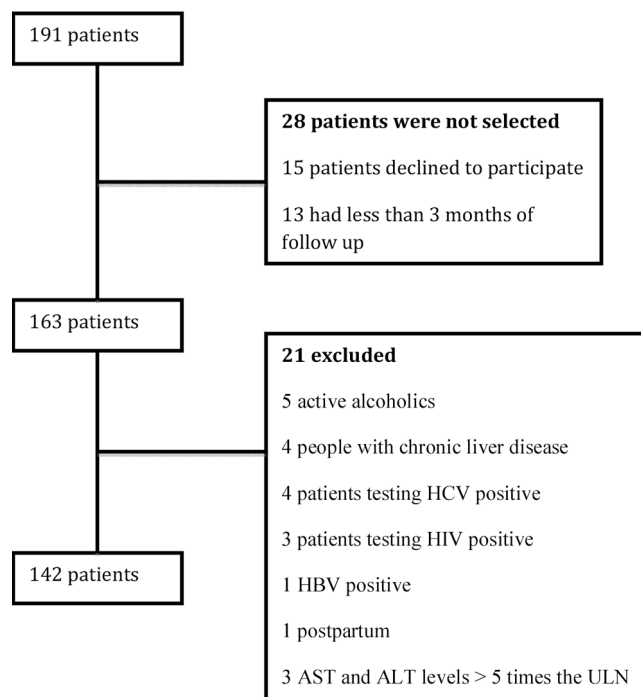 191 patients
28 patients were not selected
15 patients declined to participate
13 had less than 3 months of
follow up
163 patients
21 excluded
5 active alcoholics
4 people with chronic liver disease
4 patients testing HCV positive
3 patients testing HIV positive
1 HBV positive
1 postpartum
3 AST and ALT levels > 5 times the ULN
142 patients